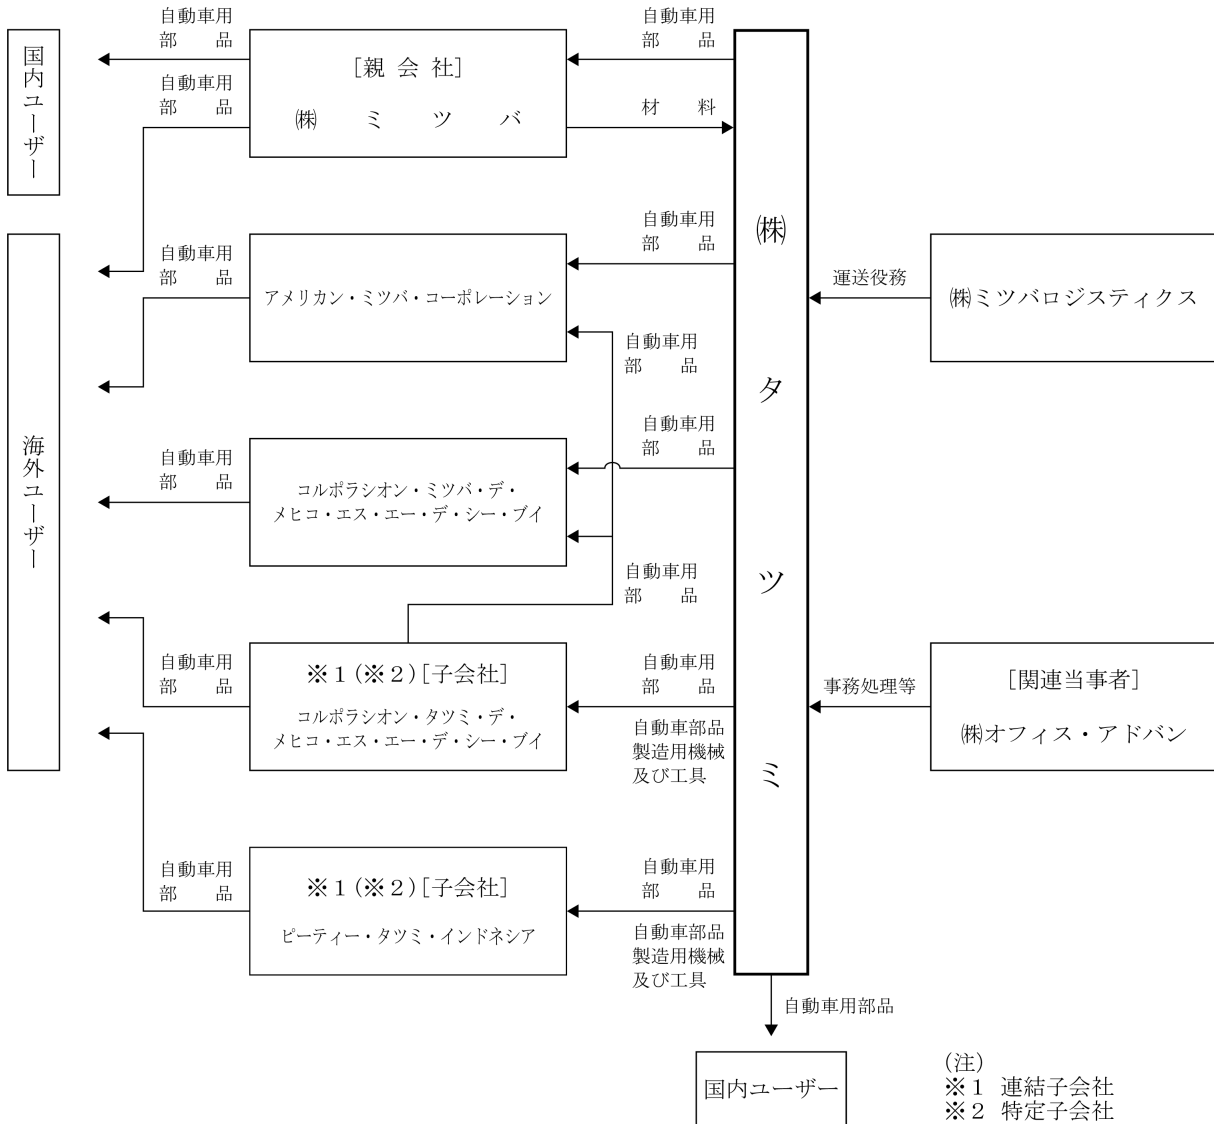 自動車用
部　　品
自動車用
部　　品
国内ユーザー
[親 会 社]
㈱　ミ　ツ　バ
自動車用
部　　品
材　　料
㈱タツミ
自動車用
部　　品
海外ユーザー
自動車用
部　　品
アメリカン・ミツバ・コーポレーション
運送役務
㈱ミツバロジスティクス
自動車用
部　　品
自動車用
部　　品
自動車用
部　　品
コルポラシオン・ミツバ・デ・
メヒコ・エス・エー・デ・シー・ブイ
自動車用
部　　品
自動車用
部　　品
※１(※２)[子会社]
コルポラシオン・タツミ・デ・
メヒコ・エス・エー・デ・シー・ブイ
自動車用
部　　品
自動車部品
製造用機械
及び工具
事務処理等
[関連当事者]
㈱オフィス・アドバン
自動車用
部　　品
※１(※２)[子会社]
ピーティー・タツミ・インドネシア
自動車用
部　　品
自動車部品
製造用機械
及び工具
自動車用部品
国内ユーザー
(注)
※１ 連結子会社
※２ 特定子会社